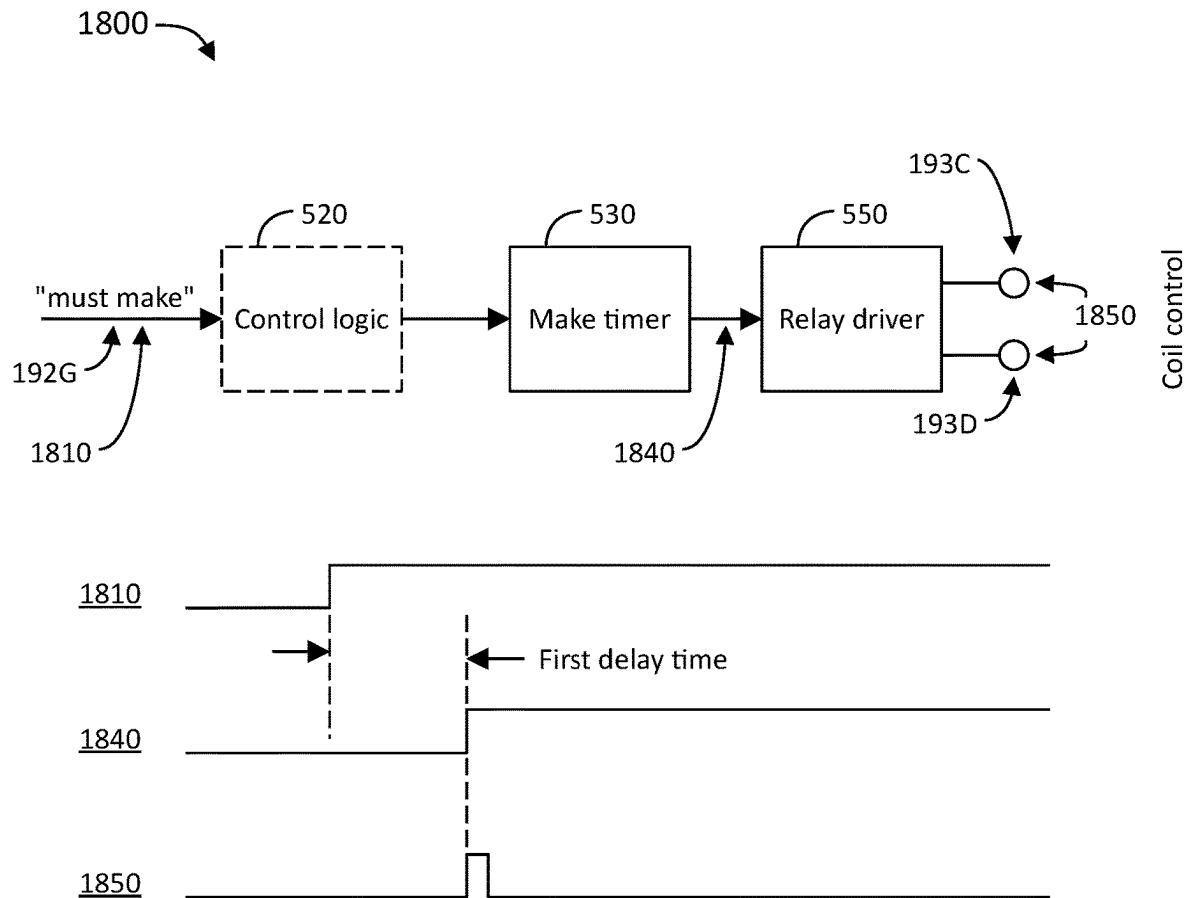 1800
193C
520
530
550
"must make"
Control logic
Make timer
Relay driver
1850
Coil control
192G
1810
1840
193D
1810
First delay time
1840
1850